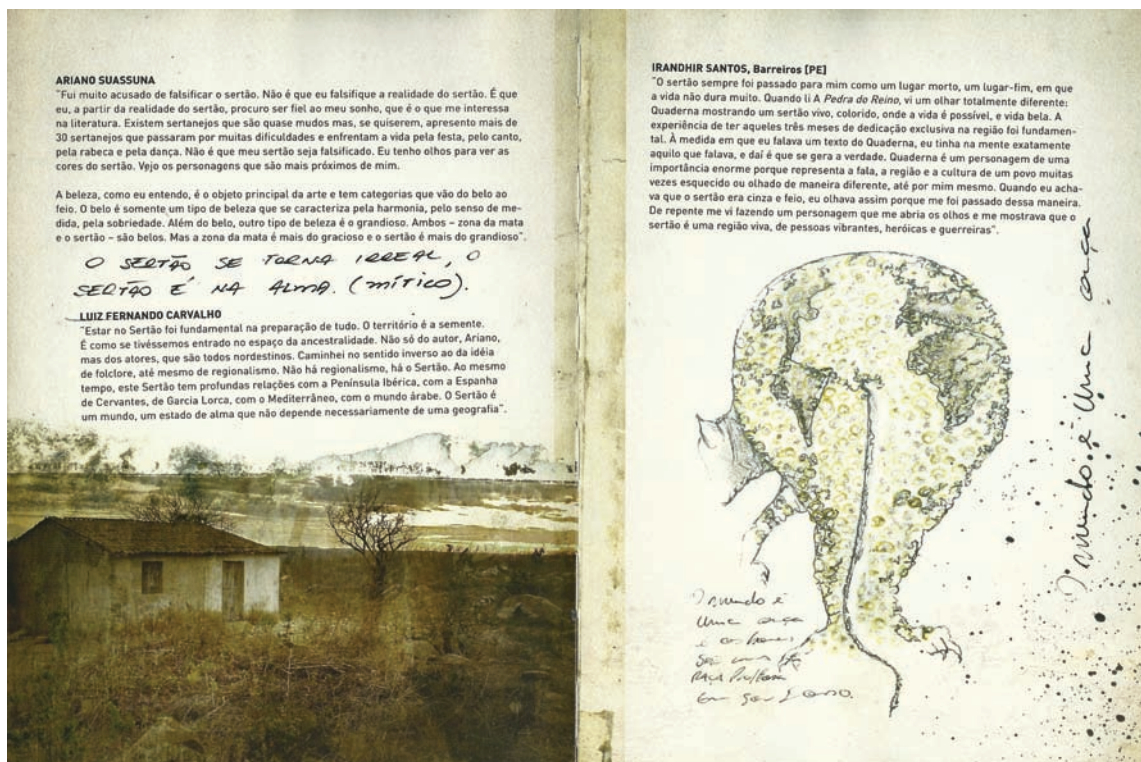 ARIANO SUASSUNA
"Fui muito acusado de falsificar o sertão. Não é que eu falsifique a realidade do sertão. É que
eu, a partir da realidade do sertão, procuro ser fiel ao meu sonho, que é o que me interessa
na literatura. Existem sertanejos que são quase mudos mas, se quiserem, apresento mais de
30 sertanejos que passaram por muitas dificuldades e enfrentam a vida pela festa, pelo canto,
pela rabeca e pela dança. Não é que meu sertão seja falsificado. Eu tenho olhos para ver as
cores do sertão. Vejo os personagens que são mais próximos de mim.
A beleza, como eu entendo, é o objeto principal da arte e tem categorias que vão do belo ao
feio. O belo é somente um tipo de beleza que se caracteriza pela harmonia, pelo senso de me-
dida, pela sobriedade. Além do belo, outro tipo de beleza é o grandioso. Ambos – zona da mata
e o sertão – são belos. Mas a zona da mata é mais do gracioso e o sertão é mais do grandioso".
O SERTÃO SE TORNA IRREAL, O
SERTÃO É NA ALMA. (MÍTICO).
LUIZ FERNANDO CARVALHO
"Estar no Sertão foi fundamental na preparação de tudo. O território é a semente.
É como se tivéssemos entrado no espaço da ancestralidade. Não só do autor, Ariano,
mas dos atores, que são todos nordestinos. Caminhei no sentido inverso ao da idéia
de folclore, até mesmo de regionalismo. Não há regionalismo, há o Sertão. Ao mesmo
tempo, este Sertão tem profundas relações com a Península Ibérica, com a Espanha
de Cervantes, de Garcia Lorca, com o Mediterrâneo, com o mundo árabe. O Sertão é
um mundo, um estado de alma que não depende necessariamente de uma geografia".
IRANDHIR SANTOS, Barreiros [PE]
"O sertão sempre foi passado para mim como um lugar morto, um lugar-fim, em que
a vida não dura muito. Quando li A Pedra do Reino, vi um olhar totalmente diferente:
Quaderna mostrando um sertão vivo, colorido, onde a vida é possível, e vida bela. A
experiência de ter aqueles três meses de dedicação exclusiva na região foi fundamen-
tal. À medida em que eu falava um texto do Quaderna, eu tinha na mente exatamente
aquilo que falava, e daí é que se gera a verdade. Quaderna é um personagem de uma
importância enorme porque representa a fala, a região e a cultura de um povo muitas
vezes esquecido ou olhado de maneira diferente, até por mim mesmo. Quando eu acha-
va que o sertão era cinza e feio, eu olhava assim porque me foi passado dessa maneira.
De repente me vi fazendo um personagem que me abria os olhos e me mostrava que o
sertão é uma região viva, de pessoas vibrantes, heróicas e guerreiras".
O mundo é uma onça
O mundo é
uma onça
e os
são uma
raça
em seu